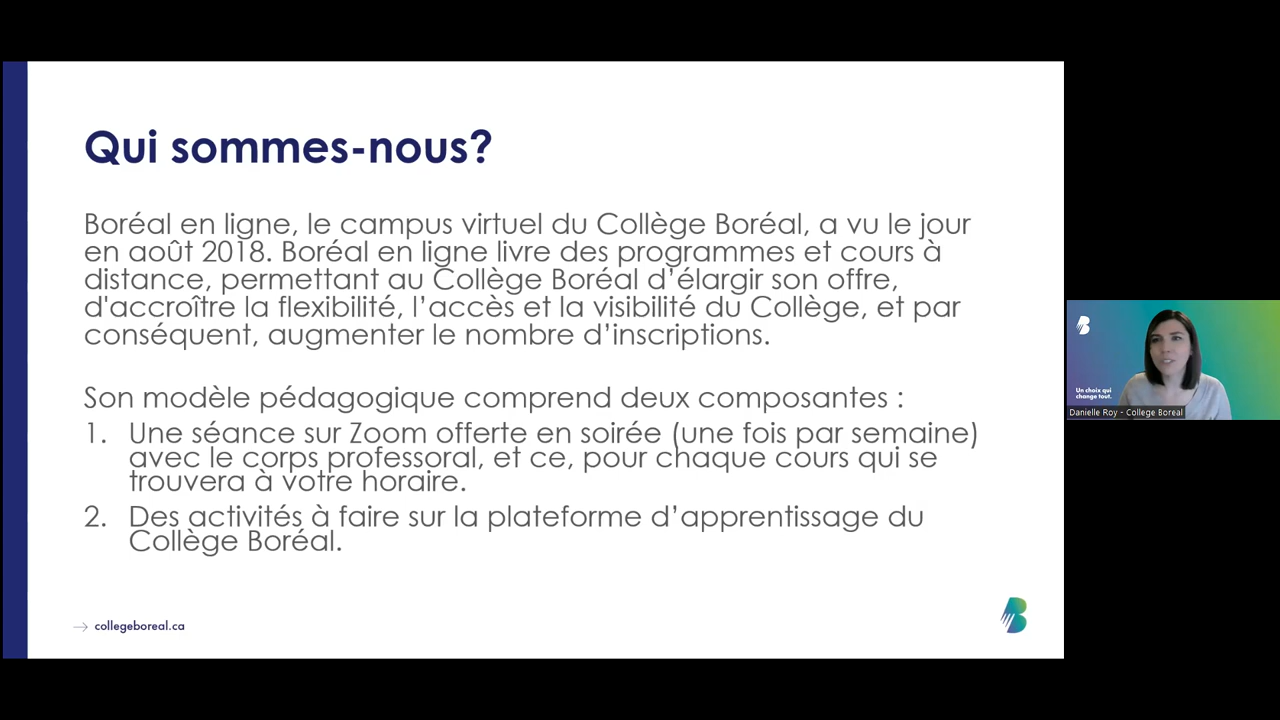 Qui sommes-nous?
Boréal en ligne, le campus virtuel du Collège Boréal, a vu le jour
en août 2018. Boréal en ligne livre des programmes et cours à
distance, permettant au Collège Boréal d’élargir son offre,
d'accroître la flexibilité, l’accès et la visibilité du Collège, et par
conséquent, augmenter le nombre d’inscriptions.
Son modèle pédagogique comprend deux composantes :
1. Une séance sur Zoom offerte en soirée (une fois par semaine)
avec le corps professoral, et ce, pour chaque cours qui se
trouvera à votre horaire.
2. Des activités à faire sur la plateforme d’apprentissage du
Collège Boréal.
collegeboreal.ca
Un choix qui
change tout.
Danielle Roy - College Boreal